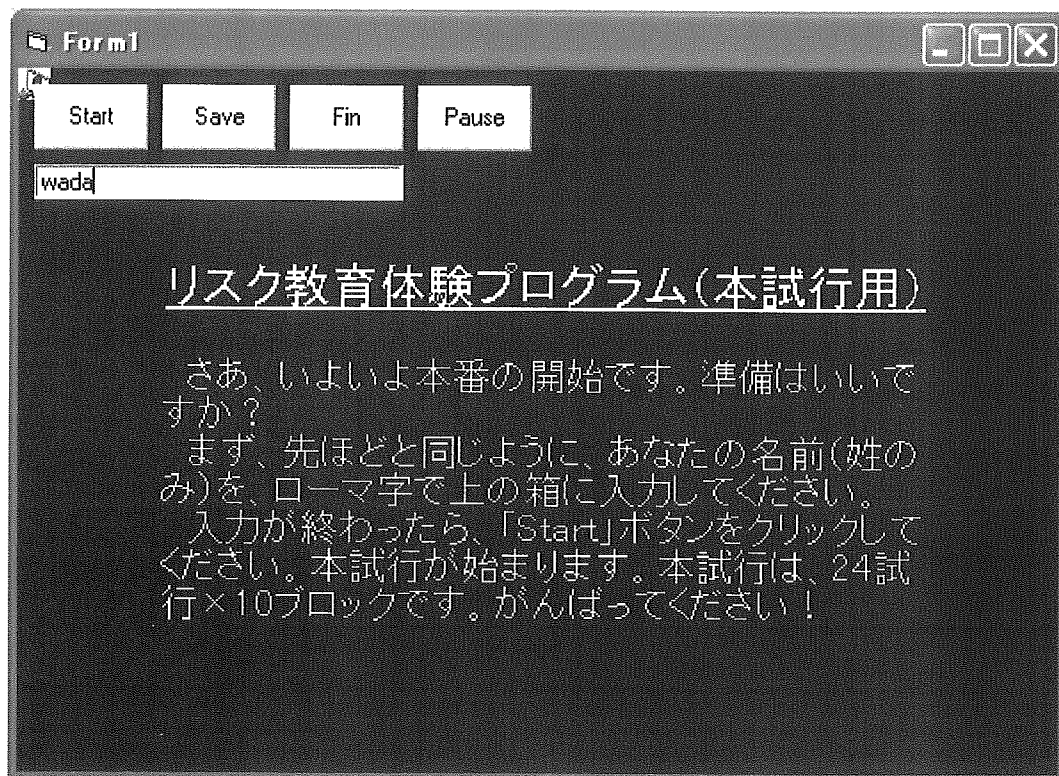 Form1
Start Save Fin Pause
wada
リスク教育体験プログラム(本試行用)
さあ、いよいよ本番の開始です。準備はいいで
すか?
まず、先ほどと同じように、あなたの名前(姓の
み)を、ローマ字で上の箱に入力してください。
入力が終わったら、「Start」ボタンをクリックして
ください。本試行が始まります。本試行は、24試
行×10ブロックです。がんばってください!